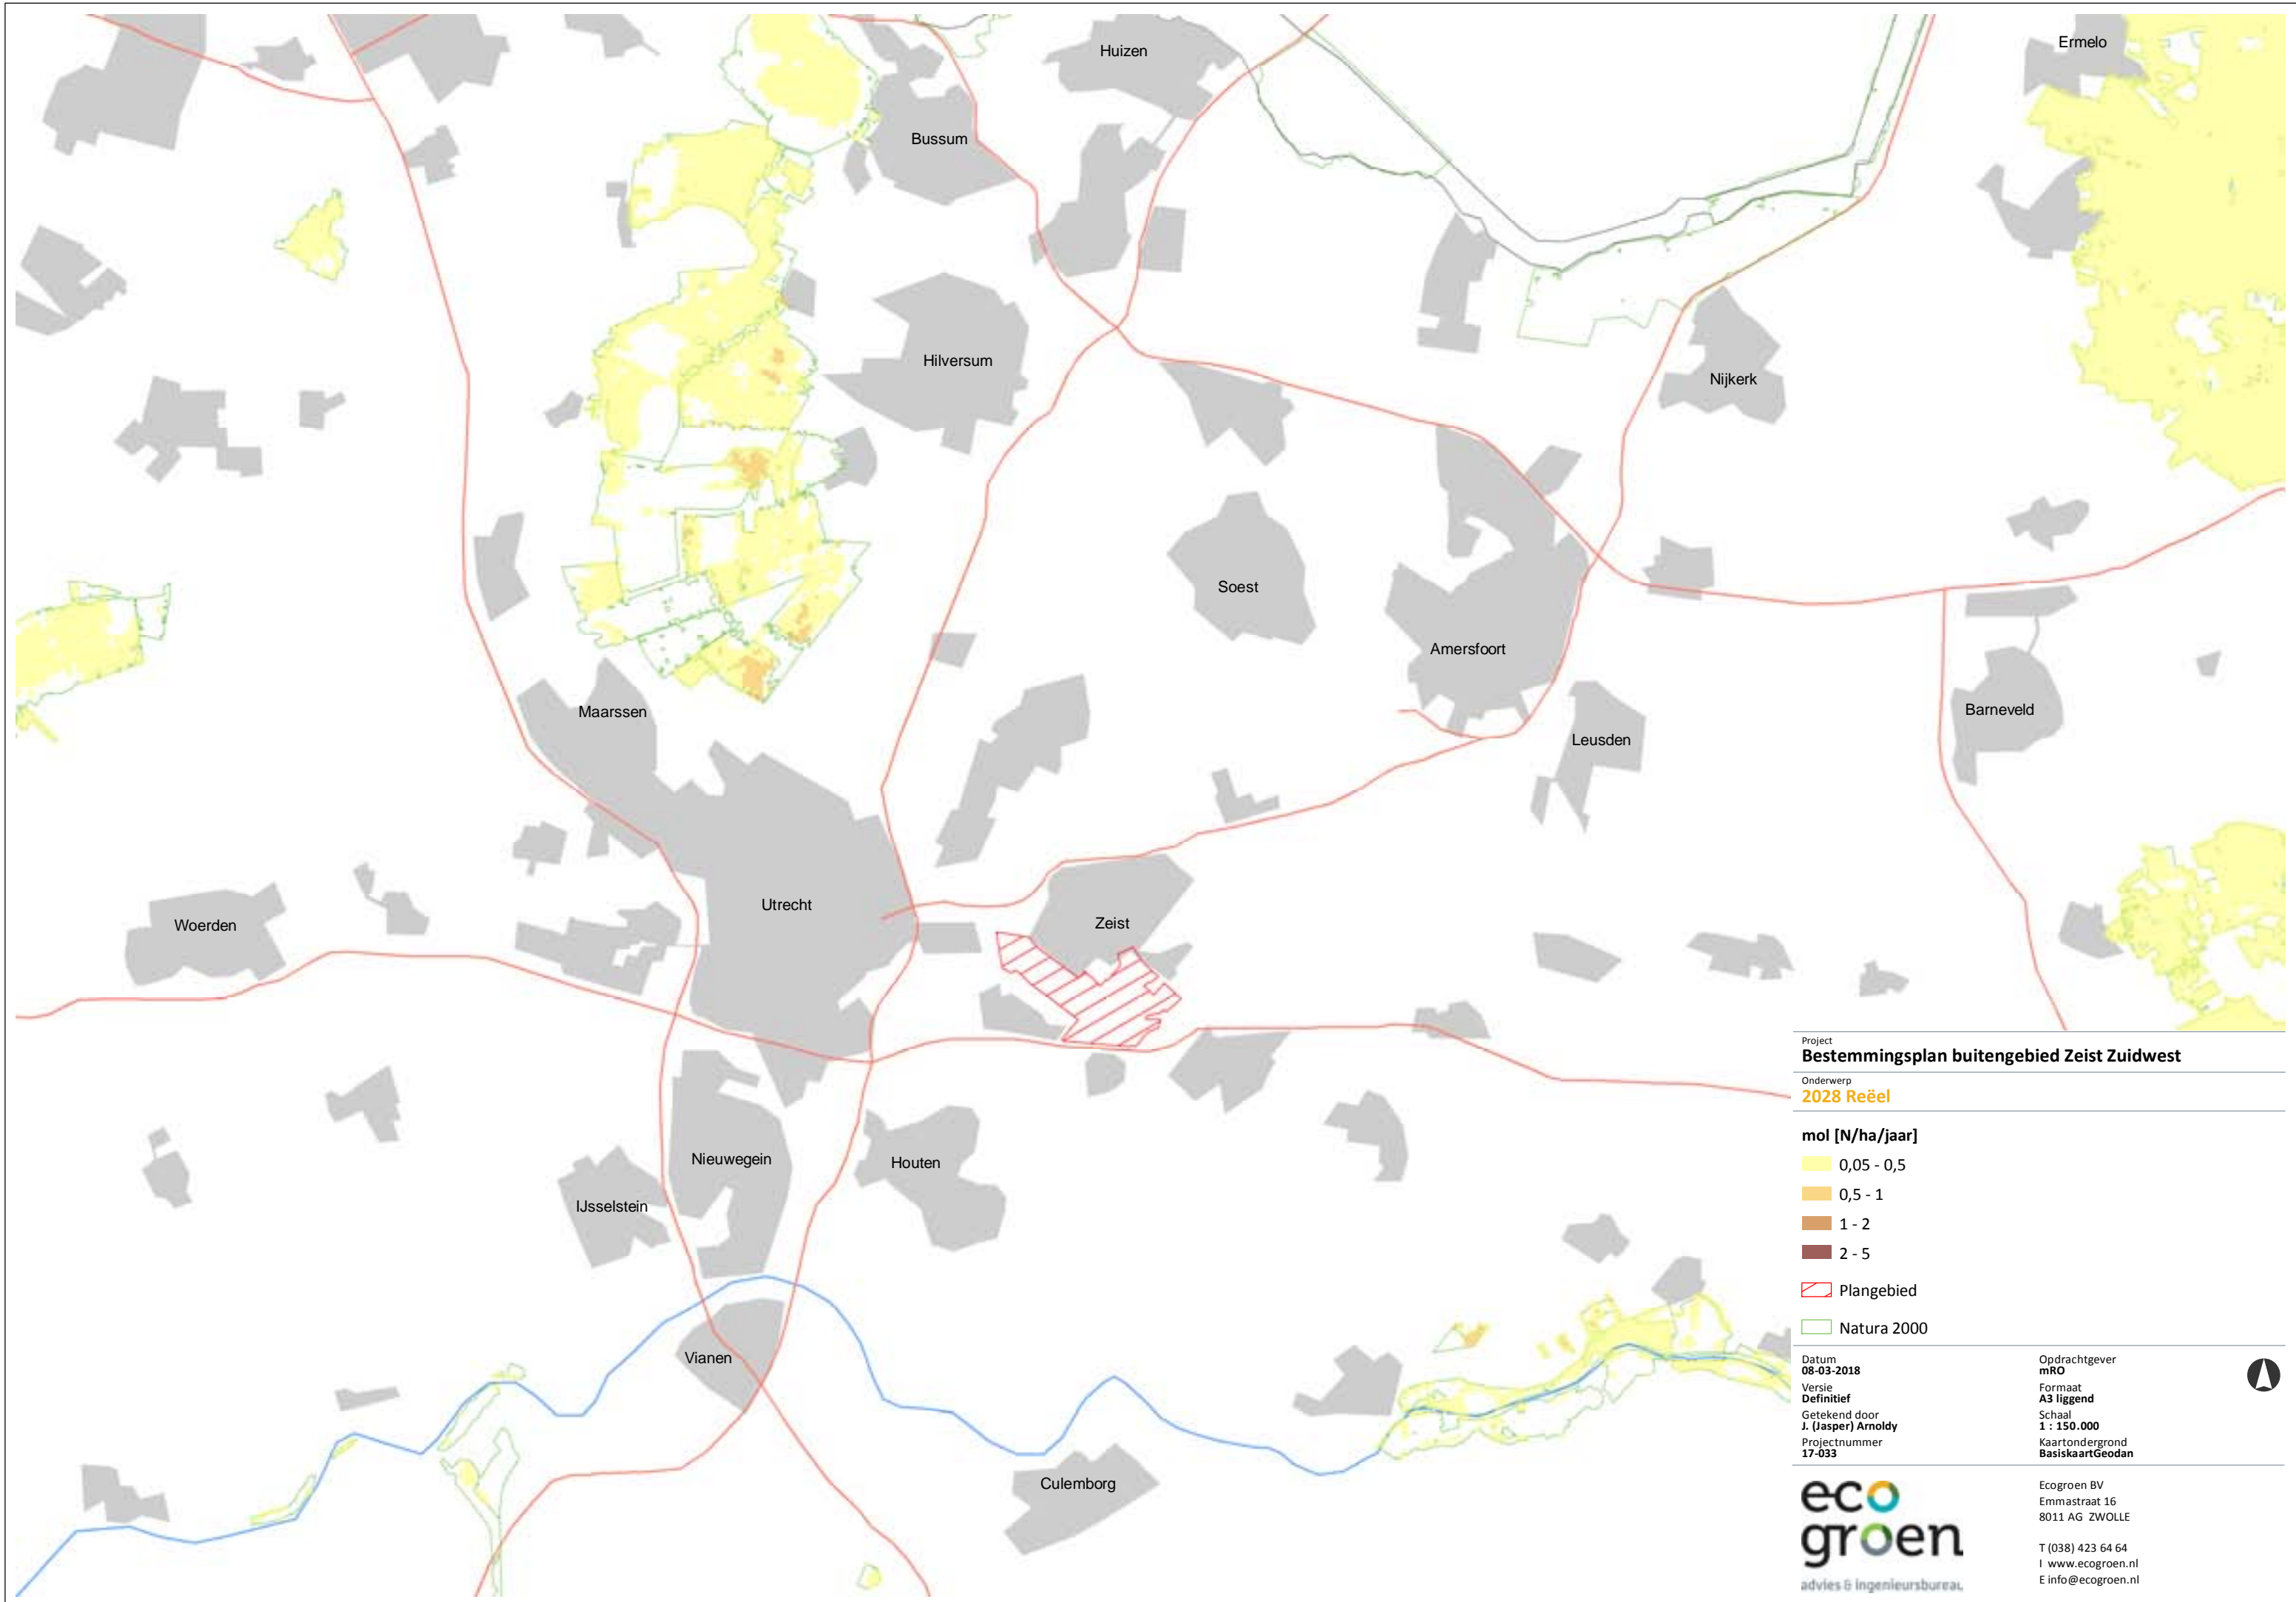 Huizen
Ermelo
Bussum
Hilversum
Nijkerk
Soest
Amersfoort
Maarssen
Leusden
Barneveld
Utrecht
Woerden
Zeist
Nieuwegein
Houten
IJsselstein
Vianen
Culemborg
Project
Bestemmingsplan buitengebied Zeist Zuidwest
Onderwerp
2028 Reëel
mol [N/ha/jaar]
0,05 - 0,5
0,5 - 1
1 - 2
2 - 5
Plangebied
Natura 2000
Datum
08-03-2018
Versie
Definitief
Getekend door
J. (Jasper) Arnoldy
Projectnummer
17-033
Opdrachtgever
mRO
Formaat
A3 liggend
Schaal
1 : 150.000
Kaartondergrond
BasiskaartGeodan
eco
groen
advies & ingenieursbureau
Ecogroen BV
Emmastraat 16
8011 AG ZWOLLE
T (038) 423 64 64
I www.ecogroen.nl
E info@ecogroen.nl